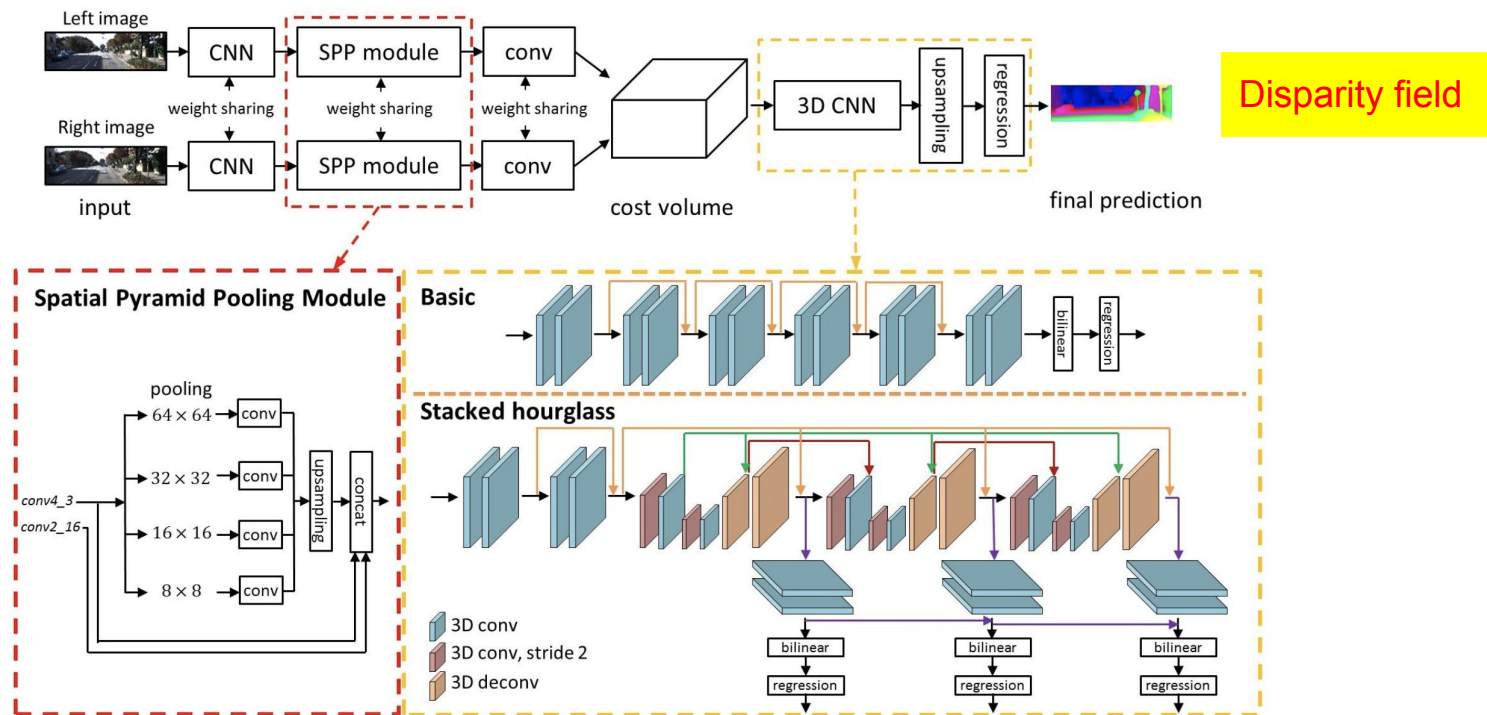 Left image
CNN
SPP module
conv
weight sharing
weight sharing
weight sharing
Right image
CNN
SPP module
conv
input
cost volume
3D CNN
upsampling
regression
final prediction
Disparity field
Spatial Pyramid Pooling Module
pooling
64 × 64
conv
32 × 32
conv
16 × 16
conv
8 × 8
conv
conv4_3
conv2_16
upsampling
concat
Basic
bilinear
regression
Stacked hourglass
3D conv
3D conv, stride 2
3D deconv
bilinear
bilinear
bilinear
regression
regression
regression